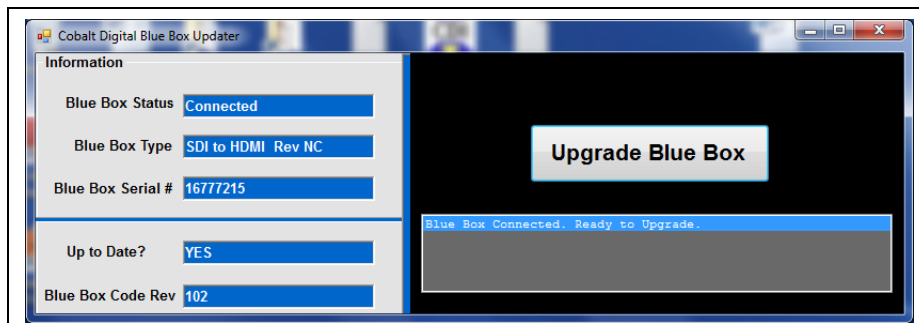 Cobalt Digital Blue Box Updater
Information
Blue Box Status Connected
Blue Box Type SDI to HDMI Rev NC
Blue Box Serial # 16777215
Up to Date? YES
Blue Box Code Rev 102
Upgrade Blue Box
Blue Box Connected. Ready to Upgrade.